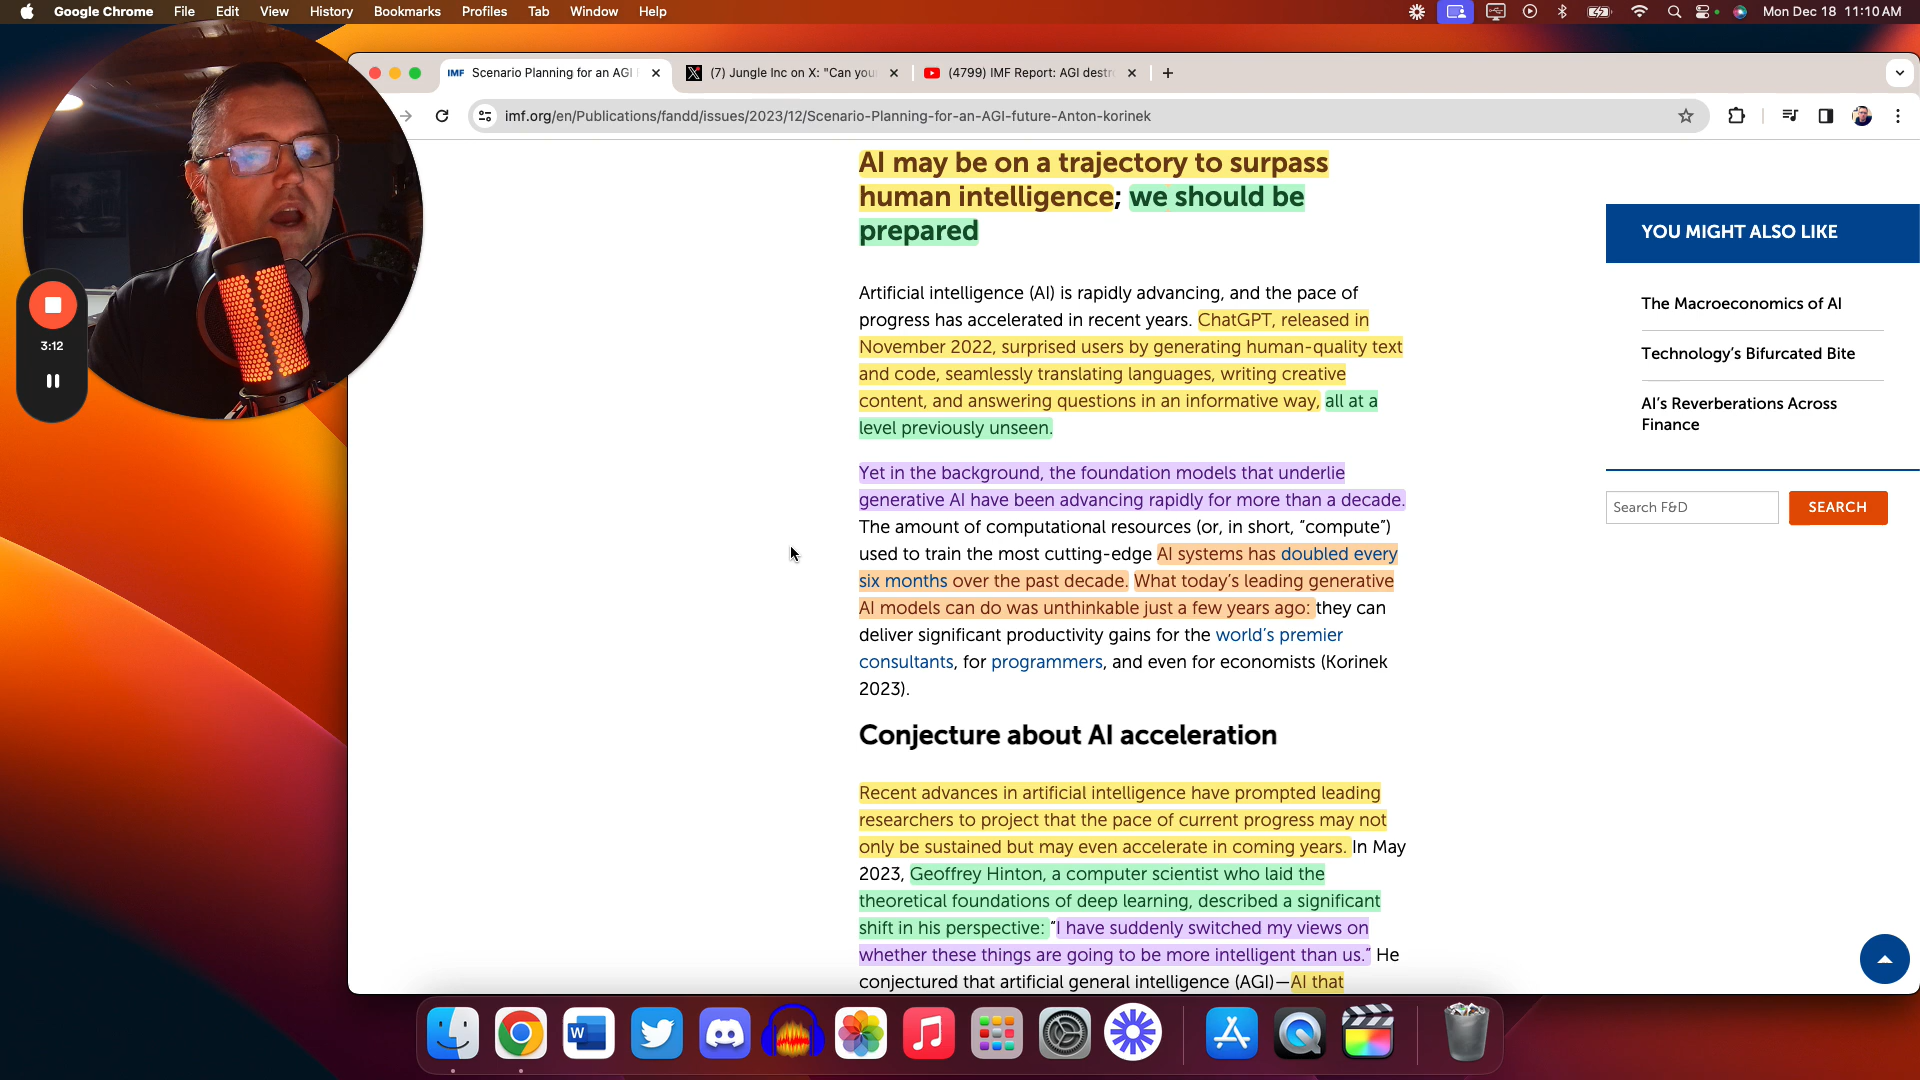 Google Chrome File Edit View History Bookmarks Profiles Tab Window Help
Mon Dec 18 11:10 AM
IMF Scenario Planning for an AGI
(7) Jungle Inc on X: "Can you
(4799) IMF Report: AGI destr
imf.org/en/Publications/fandd/issues/2023/12/Scenario-Planning-for-an-AGI-future-Anton-korinek
3:12
AI may be on a trajectory to surpass
human intelligence; we should be
prepared
Artificial intelligence (AI) is rapidly advancing, and the pace of
progress has accelerated in recent years. ChatGPT, released in
November 2022, surprised users by generating human-quality text
and code, seamlessly translating languages, writing creative
content, and answering questions in an informative way, all at a
level previously unseen.
Yet in the background, the foundation models that underlie
generative AI have been advancing rapidly for more than a decade.
The amount of computational resources (or, in short, “compute”)
used to train the most cutting-edge AI systems has doubled every
six months over the past decade. What today’s leading generative
AI models can do was unthinkable just a few years ago: they can
deliver significant productivity gains for the world’s premier
consultants, for programmers, and even for economists (Korinek
2023).
Conjecture about AI acceleration
Recent advances in artificial intelligence have prompted leading
researchers to project that the pace of current progress may not
only be sustained but may even accelerate in coming years. In May
2023, Geoffrey Hinton, a computer scientist who laid the
theoretical foundations of deep learning, described a significant
shift in his perspective: “I have suddenly switched my views on
whether these things are going to be more intelligent than us.” He
conjectured that artificial general intelligence (AGI)—AI that
YOU MIGHT ALSO LIKE
The Macroeconomics of AI
Technology’s Bifurcated Bite
AI’s Reverberations Across
Finance
Search F&D
SEARCH
W